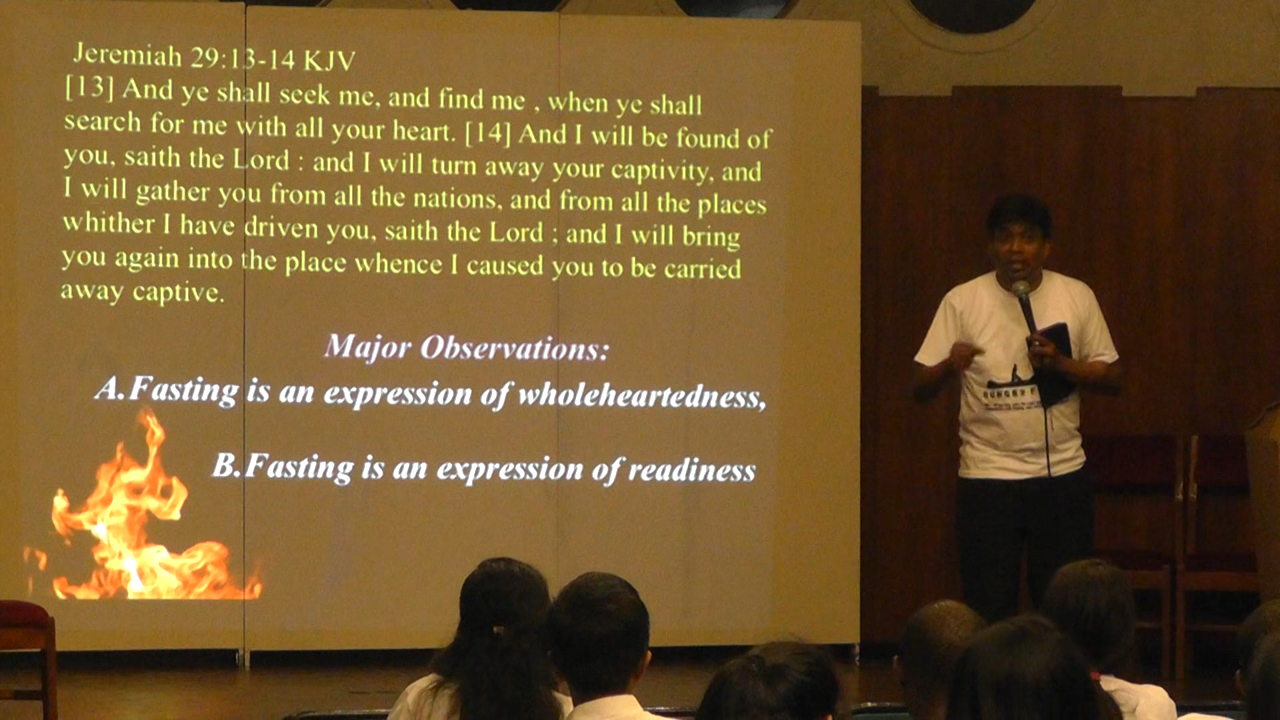 Jeremiah 29:13-14 KJV
[13] And ye shall seek me, and find me , when ye shall
search for me with all your heart. [14] And I will be found of
you, saith the Lord : and I will turn away your captivity, and
I will gather you from all the nations, and from all the places
whither I have driven you, saith the Lord ; and I will bring
you again into the place whence I caused you to be carried
away captive.
Major Observations:
A.Fasting is an expression of wholeheartedness,
B.Fasting is an expression of readiness